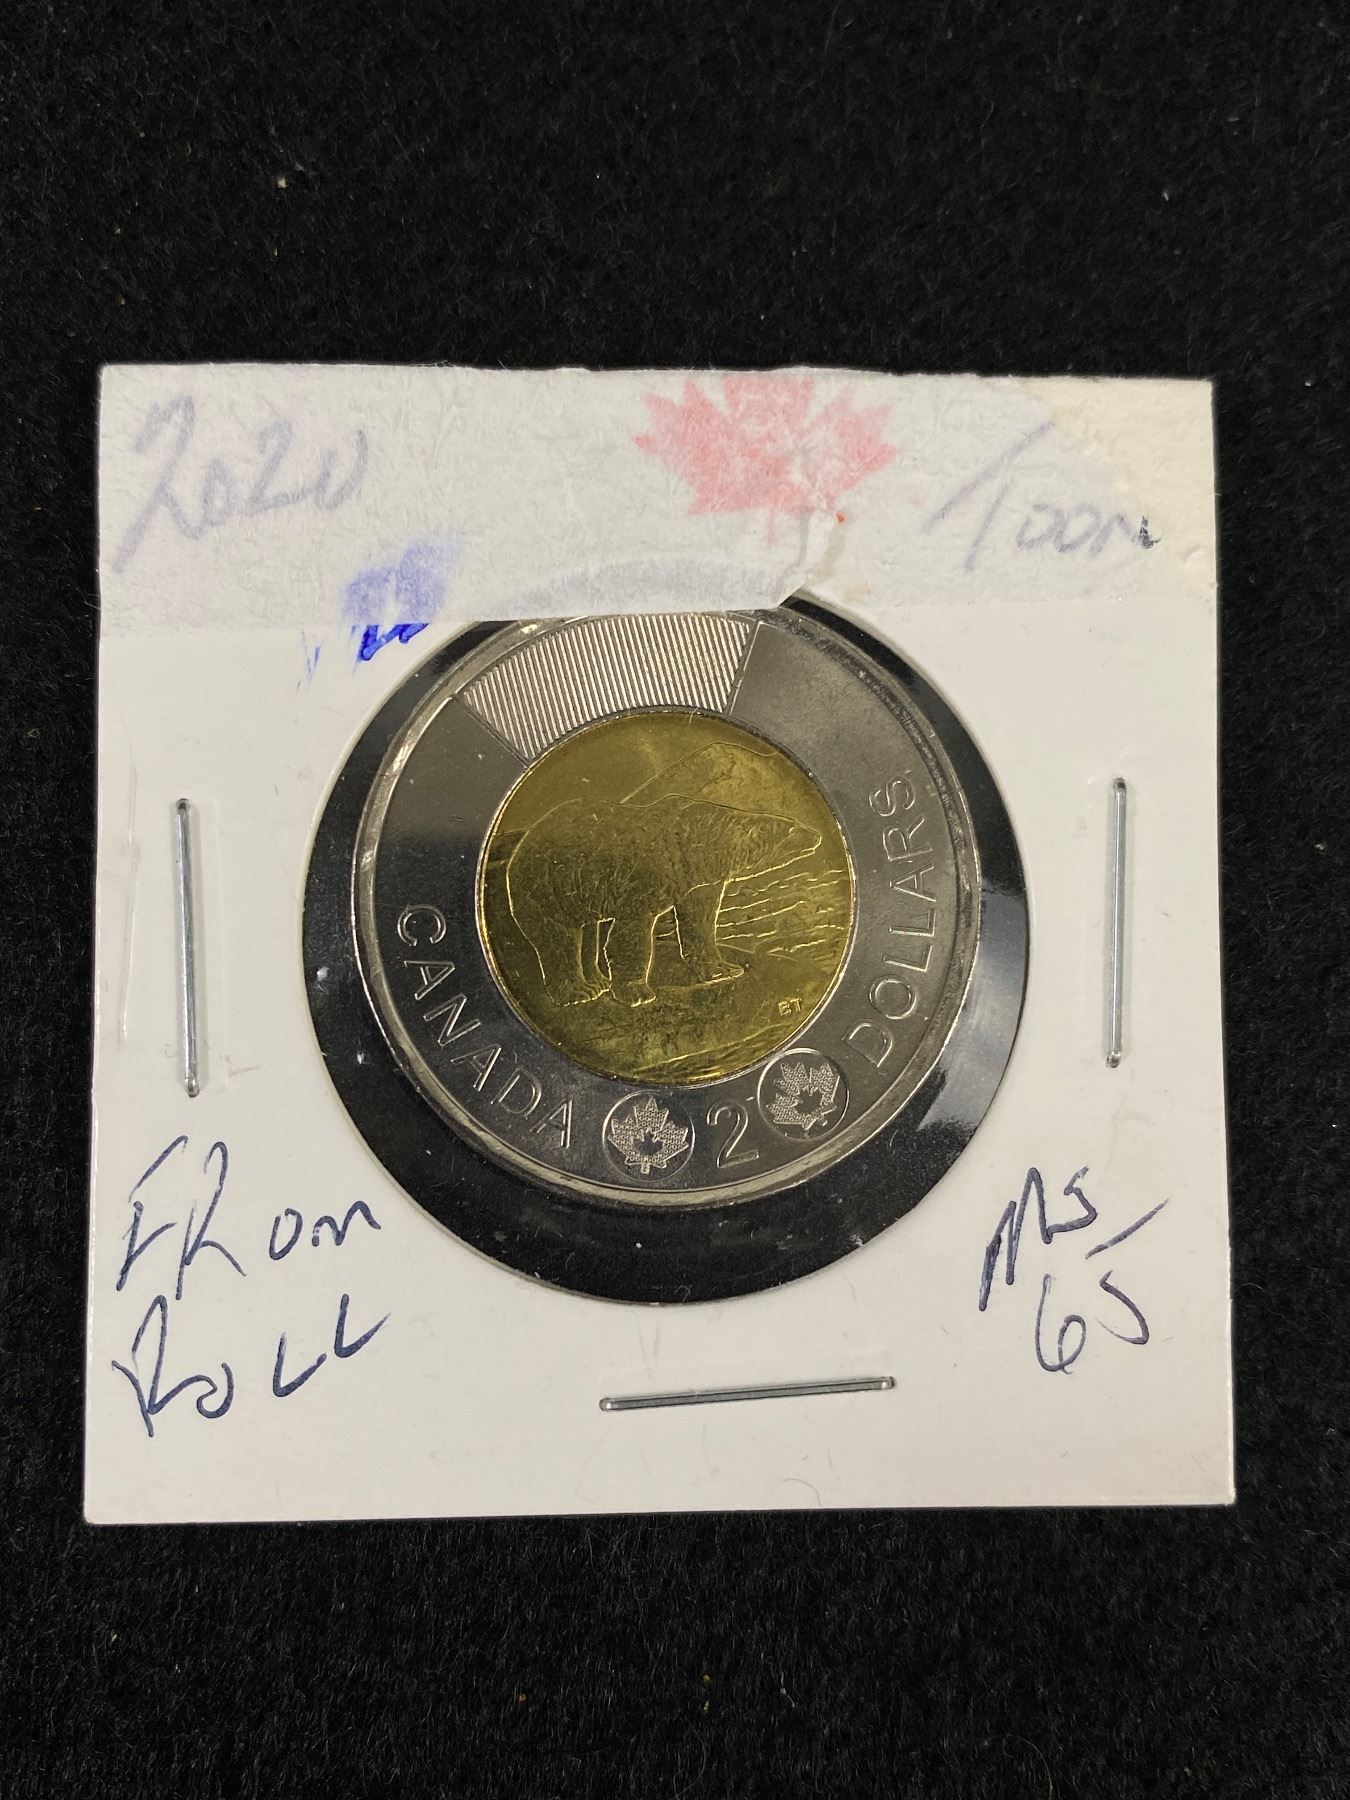 2020
Toon
CANADA 2 DOLLARS
BT
FROM
ROLL
MS
65